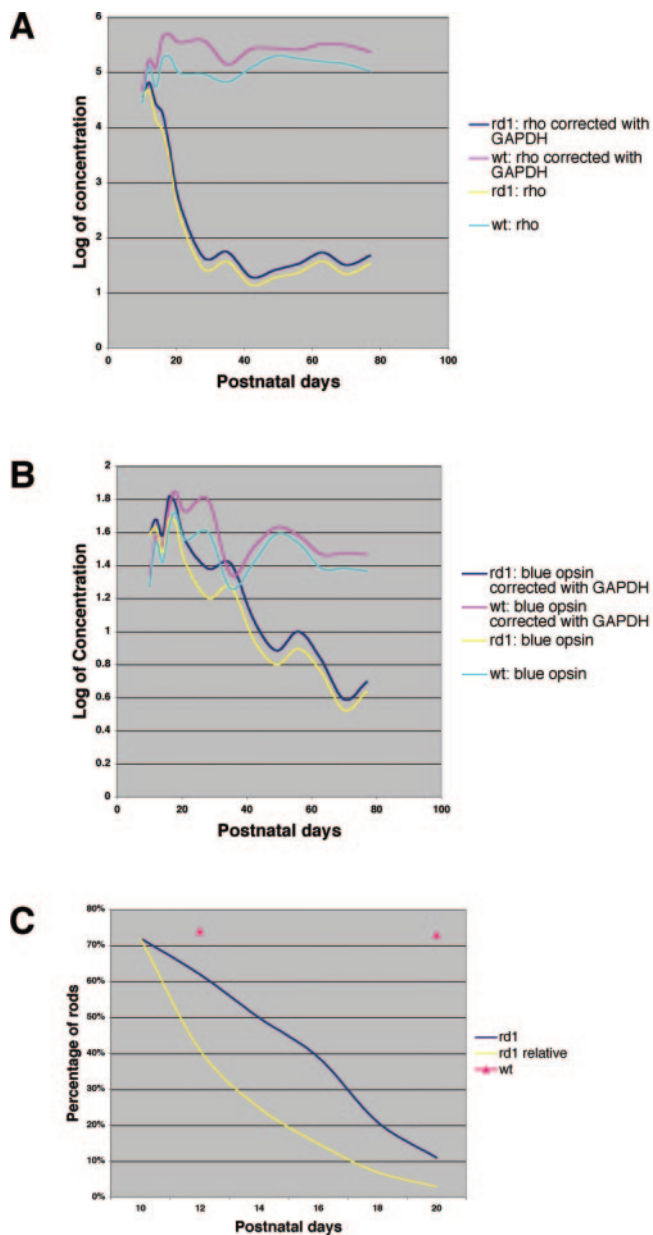 A
Log of concentration
6
5
4
3
2
1
0
0 20 40 60 80 100
Postnatal days
rd1: rho corrected with
GAPDH
wt: rho corrected with
GAPDH
rd1: rho
wt: rho
B
Log of Concentration
2
1.8
1.6
1.4
1.2
1
0.8
0.6
0.4
0.2
0
0 20 40 60 80 100
Postnatal days
rd1: blue opsin
corrected with GAPDH
wt: blue opsin
corrected with GAPDH
rd1: blue opsin
wt: blue opsin
C
Percentage of rods
80%
70%
60%
50%
40%
30%
20%
10%
0%
10 12 14 16 18 20
Postnatal days
rd1
rd1 relative
wt